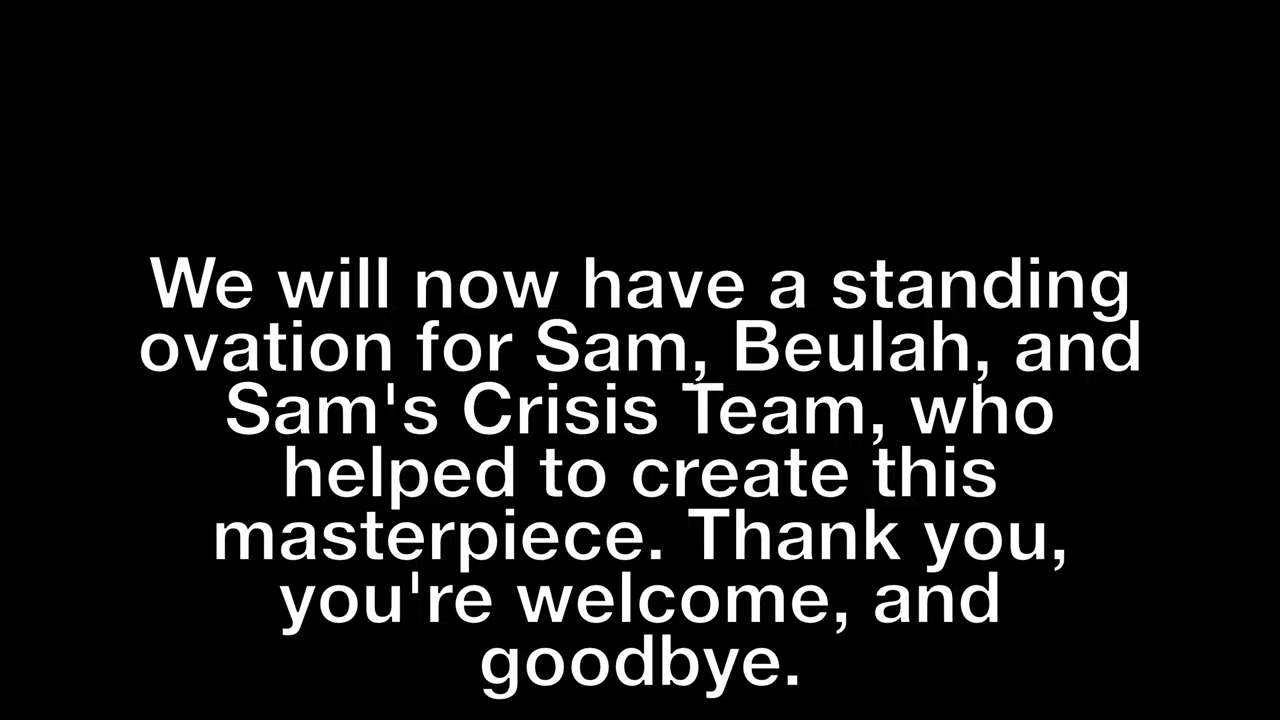 We will now have a standing
ovation for Sam, Beulah, and
Sam's Crisis Team, who
helped to create this
masterpiece. Thank you,
you're welcome, and
goodbye.